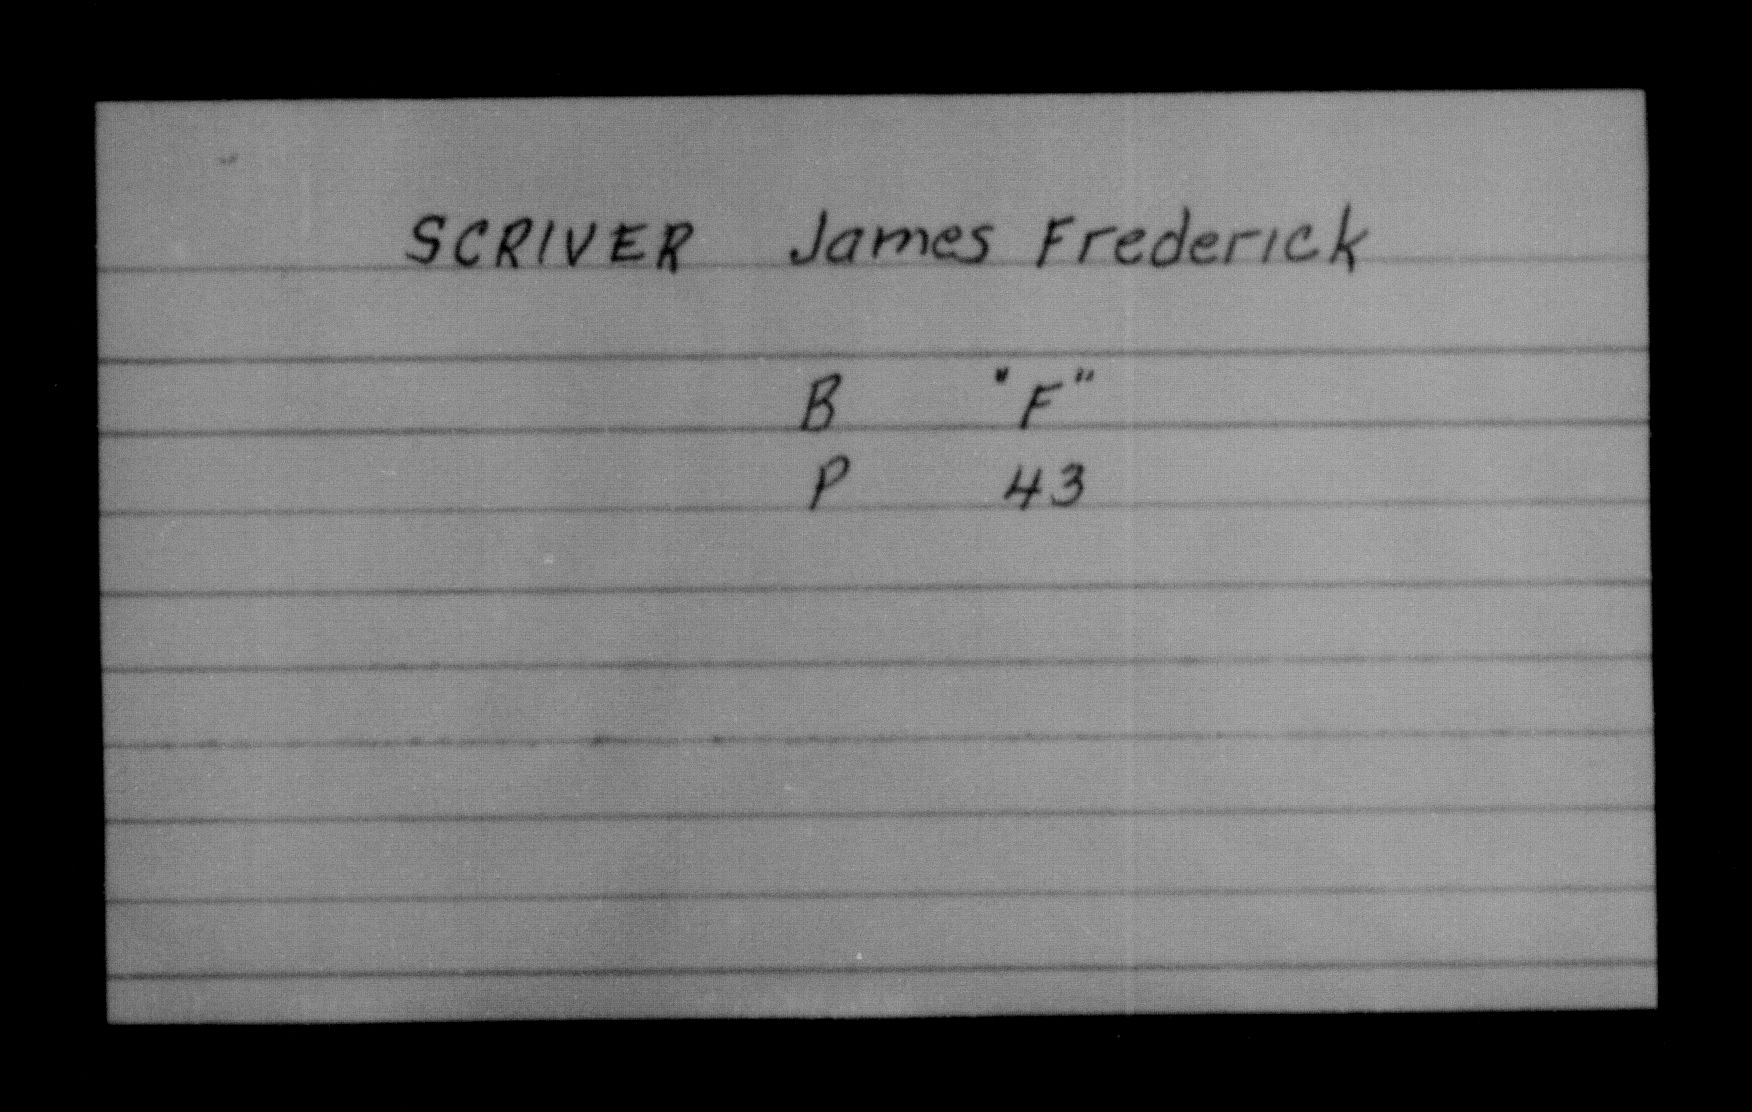 SCRIVER James Frederick
B "F"
P 43